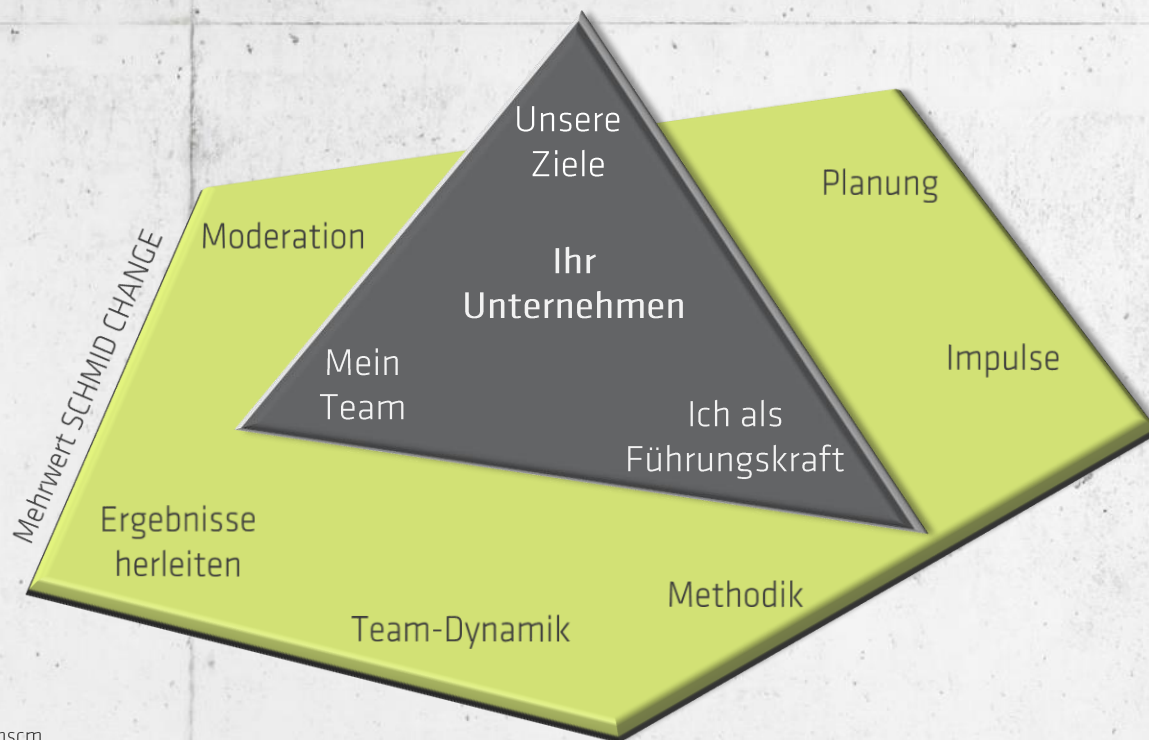 Unsere
Ziele
Planung
Moderation
Ihr
Unternehmen
Mehrwert SCHMID CHANGE
Mein
Team
Impulse
Ich als
Führungskraft
Ergebnisse
herleiten
Methodik
Team-Dynamik